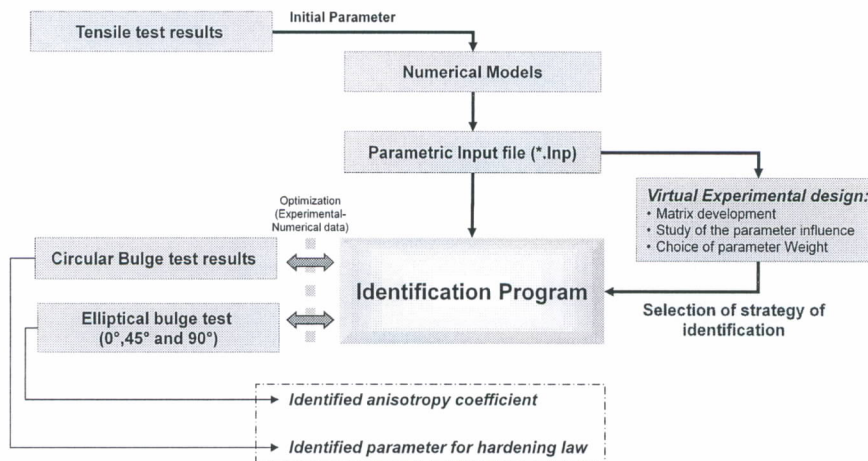 Initial Parameter
Tensile test results
Numerical Models
Parametric Input file (*.Inp)
Virtual Experimental design:
• Matrix development
• Study of the parameter influence
• Choice of parameter Weight
Optimization
(Experimental-
Numerical data)
Circular Bulge test results
Identification Program
Elliptical bulge test
(0°,45° and 90°)
Selection of strategy of
identification
Identified anisotropy coefficient
Identified parameter for hardening law